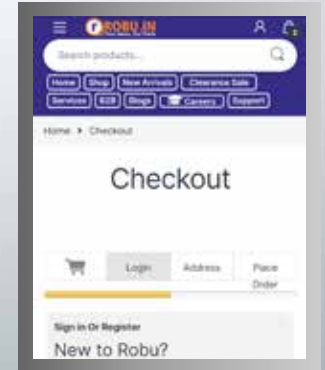 ROBU.IN
Search products...
Home Shop New Arrivals Clearance Sale
Services B2B Blogs Careers Support
Home Checkout
Checkout
Login Address Place Order
Sign in Or Register
New to Robu?